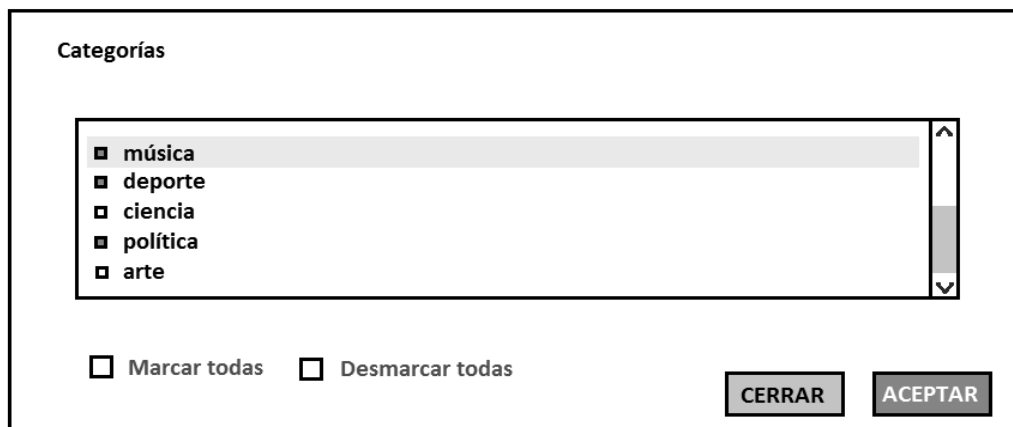 Categorías
música
deporte
ciencia
política
arte
Marcar todas Desmarcar todas
CERRAR ACEPTAR